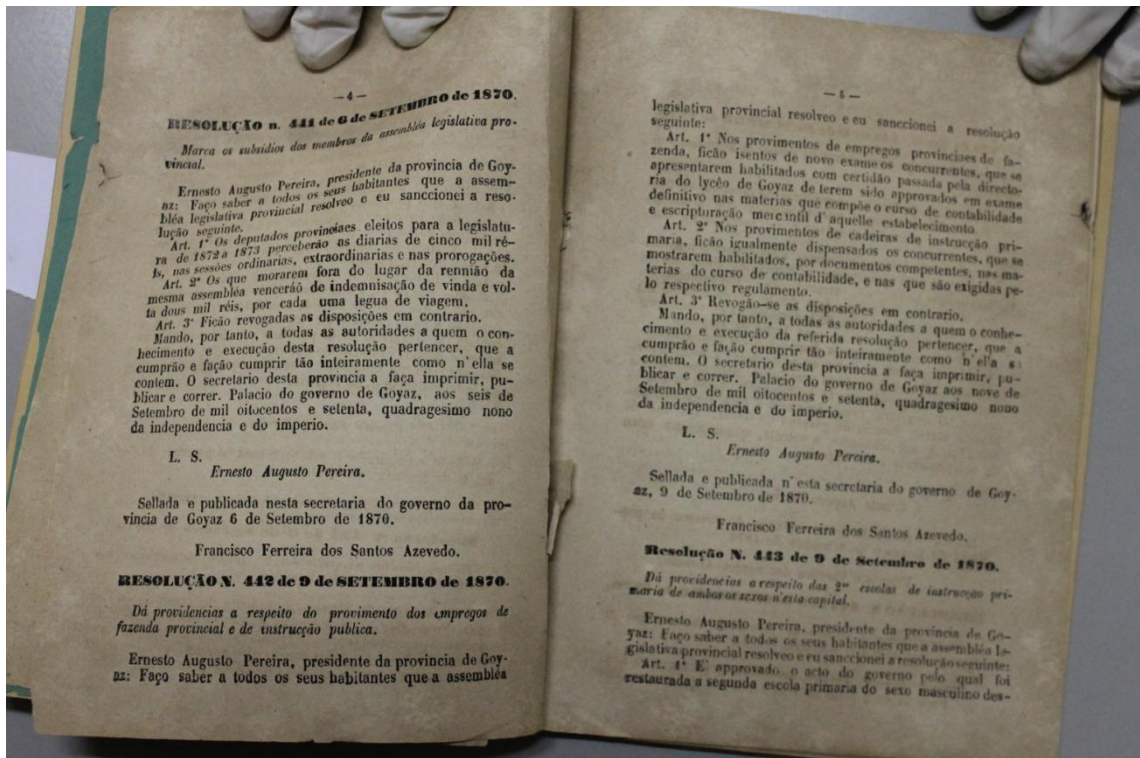 —4—
RESOLUÇÃO n. 441 de 6 de SETEMBRO de 1870.
Marca os subsidios dos membros da assembléa legislativa pro-
vincial.
Ernesto Augusto Pereira, presidente da provincia de Goy-
az: Faço saber a todos os seus habitantes que a assem-
bléa legislativa provincial resolveo e eu sanccionei a reso-
lução seguinte.
Art. 1º Os deputados provinciaes eleitos para a legislatu-
ra de 1872 a 1873 perceberáõ as diarias de cinco mil ré-
is, nas sessões ordinarias, extraordinarias e nas prorogações.
Art. 2º Os que morarem fora do lugar da rennião da
mesma assembléa venceráõ de indemnisação de vinda e vol-
ta dous mil réis, por cada uma legua de viagem.
Art. 3º Ficão revogadas as disposições em contrario.
Mando, por tanto, a todas as autoridades a quem o con-
hecimento e execução desta resolução pertencer, que a
cumprão e fação cumprir tão inteiramente como n'ella se
contem. O secretario desta provincia a faça imprimir, pu-
blicar e correr. Palacio do governo de Goyaz, aos seis de
Setembro de mil oitocentos e setenta, quadragesimo nono
da independencia e do imperio.
L. S.
Ernesto Augusto Pereira.
Sellada e publicada nesta secretaria do governo da pro-
vincia de Goyaz 6 de Setembro de 1870.
Francisco Ferreira dos Santos Azevedo.
RESOLUÇÃO N. 442 de 9 de SETEMBRO de 1870.
Dá providencias a respeito do provimento dos empregos de
fazenda provincial e de instrucção publica.
Ernesto Augusto Pereira, presidente da provincia de Goy-
az: Faço saber a todos os seus habitantes que a assembléa
—5—
legislativa provincial resolveo e eu sanccionei a resolução
seguinte:
Art. 1º Nos provimentos de empregos provinciaes de fa-
zenda, ficão isentos de novo exame os concurrentes, que se
apresentarem habilitados com certidão passada pela directo-
ria do lycêo de Goyaz de terem sido approvados em exame
definitivo nas materias que compõe o curso de contabilidade
e escripturação mercintil d'aquelle estabelecimento
Art. 2º Nos provimentos de cadeiras de instrucção pri-
maria, ficão igualmente dispensados os concurrentes, que se
mostrarem habilitados, por documentos competentes, nas ma-
terias do curso de contabilidade, e nas que são exigidas pe-
lo respectivo regulamento.
Art. 3º Revogão-se as disposições em contrario.
Mando, por tanto, a todas as autoridades a quem o conhe-
cimento e execução da referida resolução pertencer, que a
cumprão e fação cumprir tão inteiramente como n'ella s
contem. O secretario desta provincia a faça imprimir, pu-
blicar e correr. Palacio do governo de Goyaz aos nove de
Setembro de mil oitocentos e setenta, quadragesimo nono
da independencia e do imperio.
L. S.
Ernesto Augusto Pereira.
Sellada e publicada n'esta secretaria do governo de Goy-
az, 9 de Setembro de 1870.
Francisco Ferreira dos Santos Azevedo.
Resolução N. 443 de 9 de Setembro de 1870.
Dá providencias a respeito das 2as escolas de instrucção pri-
maria de ambos os sexos n'esta capital.
Ernesto Augusto Pereira, presidente da provincia de Go-
yaz: Faço saber a todos os seus habitantes que a assembléa le-
gislativa provincial resolveo e eu sanccionei a resolução seguinte:
Art. 1º E' approvado o acto do governo pelo qual foi
restaurada a segunda escola primaria do sexo masculino des-